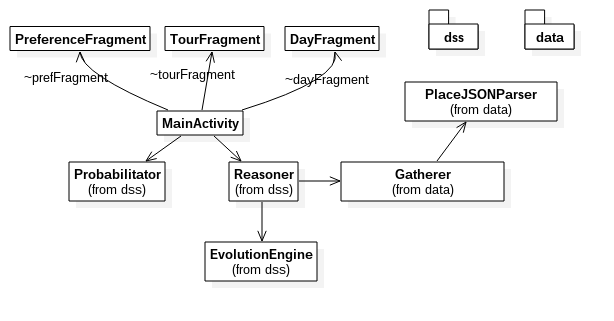 PreferenceFragment
TourFragment
DayFragment
dss
data
~prefFragment
~tourFragment
~dayFragment
PlaceJSONParser
(from data)
MainActivity
Probabilitator
(from dss)
Reasoner
(from dss)
Gatherer
(from data)
EvolutionEngine
(from dss)